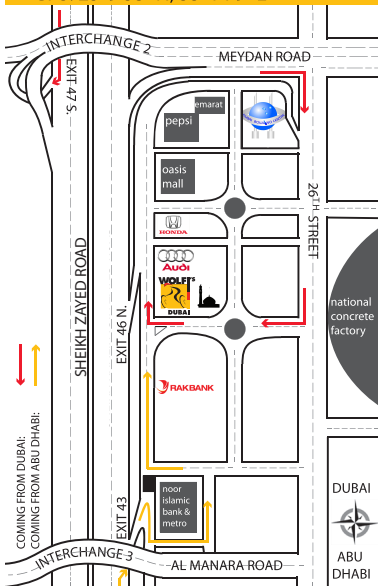 INTERCHANGE 2
MEYDAN ROAD
EXIT 47 S.
emarat
pepsi
oasis
mall
26TH STREET
HONDA
Audi
WOLFI's
DUBAI
national
concrete
factory
SHEIKH ZAYED ROAD
EXIT 46 N.
RAKBANK
COMING FROM DUBAI:
COMING FROM ABU DHABI:
EXIT 43
noor
islamic
bank &
metro
DUBAI
ABU
DHABI
INTERCHANGE 3
AL MANARA ROAD